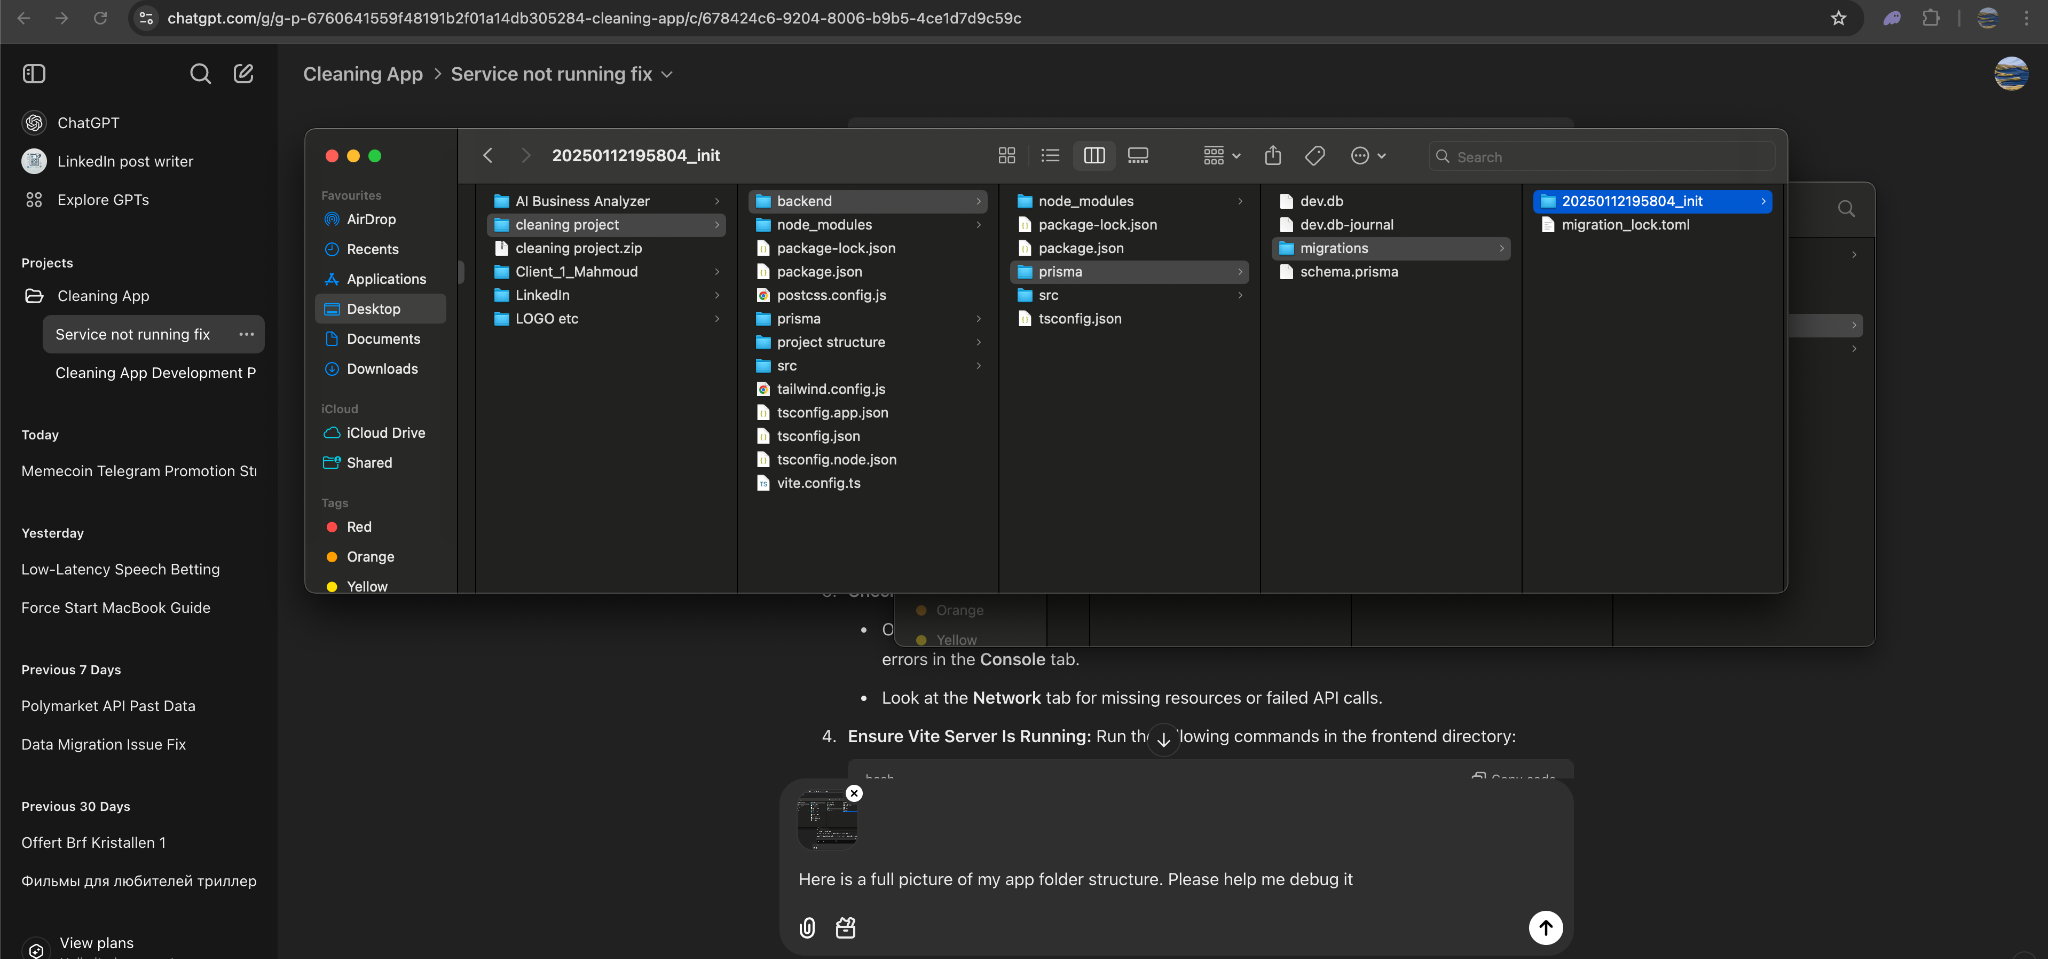 chatgpt.com/g/g-p-6760641559f48191b2f01a14db305284-cleaning-app/c/678424c6-9204-8006-b9b5-4ce1d7d9c59c
ChatGPT
LinkedIn post writer
Explore GPTs
Projects
Cleaning App
Service not running fix
Cleaning App Development P
Today
Memecoin Telegram Promotion Str
Yesterday
Low-Latency Speech Betting
Force Start MacBook Guide
Previous 7 Days
Polymarket API Past Data
Data Migration Issue Fix
Previous 30 Days
Offert Brf Kristallen 1
Фильмы для любителей триллер
View plans
Cleaning App > Service not running fix
20250112195804_init
Search
Favourites
AirDrop
Recents
Applications
Desktop
Documents
Downloads
iCloud
iCloud Drive
Shared
Tags
Red
Orange
Yellow
AI Business Analyzer
cleaning project
cleaning project.zip
Client_1_Mahmoud
LinkedIn
LOGO etc
backend
node_modules
package-lock.json
package.json
postcss.config.js
prisma
project structure
src
tailwind.config.js
tsconfig.app.json
tsconfig.json
tsconfig.node.json
vite.config.ts
node_modules
package-lock.json
package.json
prisma
src
tsconfig.json
dev.db
dev.db-journal
migrations
schema.prisma
20250112195804_init
migration_lock.toml
Orange
Yellow
errors in the Console tab.
Look at the Network tab for missing resources or failed API calls.
4. Ensure Vite Server Is Running: Run the following commands in the frontend directory:
bash
Copy code
Here is a full picture of my app folder structure. Please help me debug it